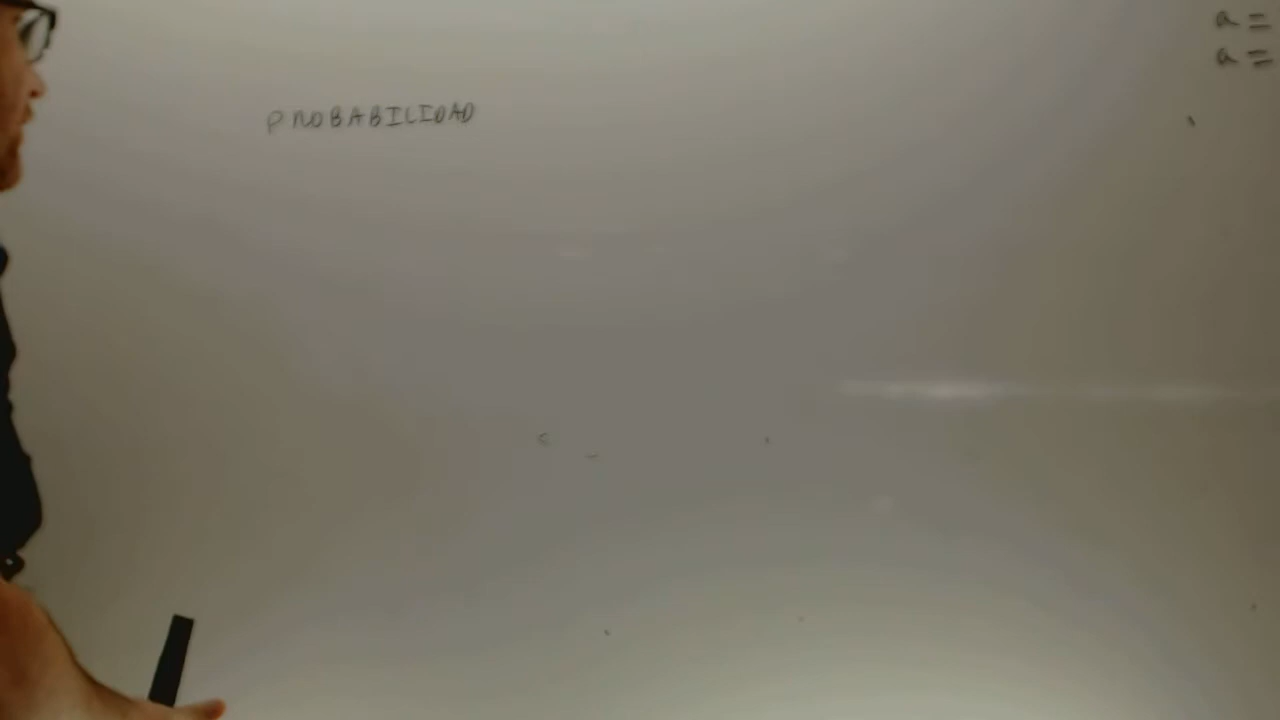 PROBABILIDAD
a =
a =